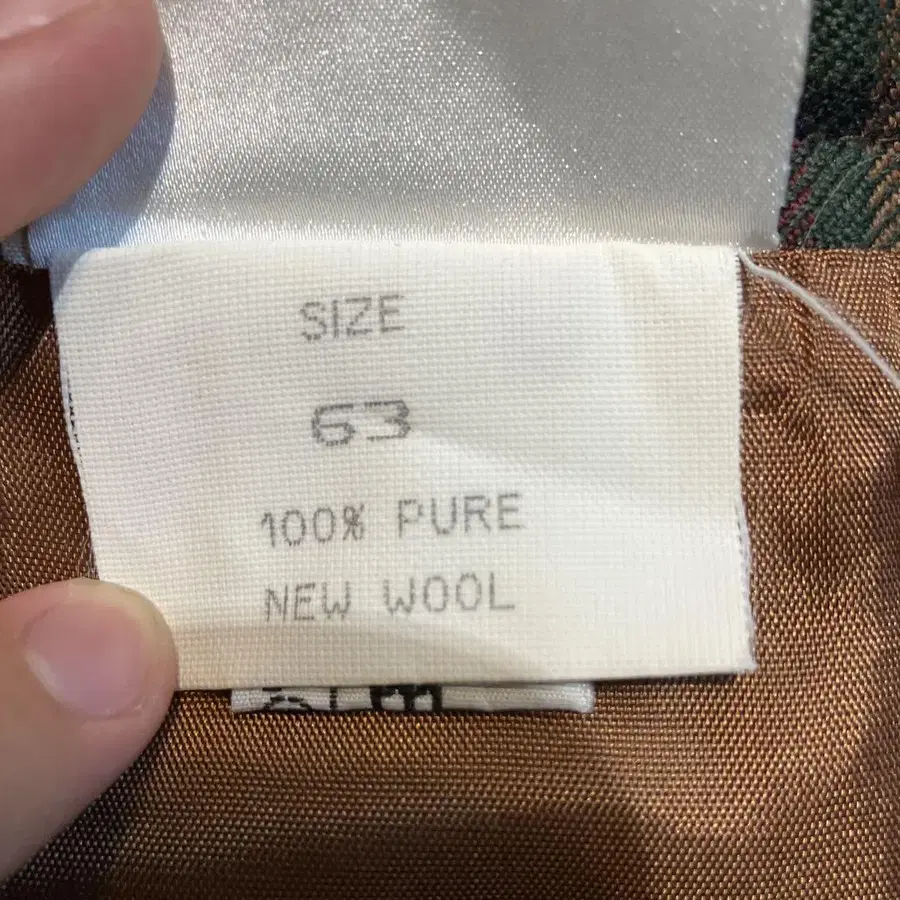 SIZE
63
100% PURE
NEW WOOL